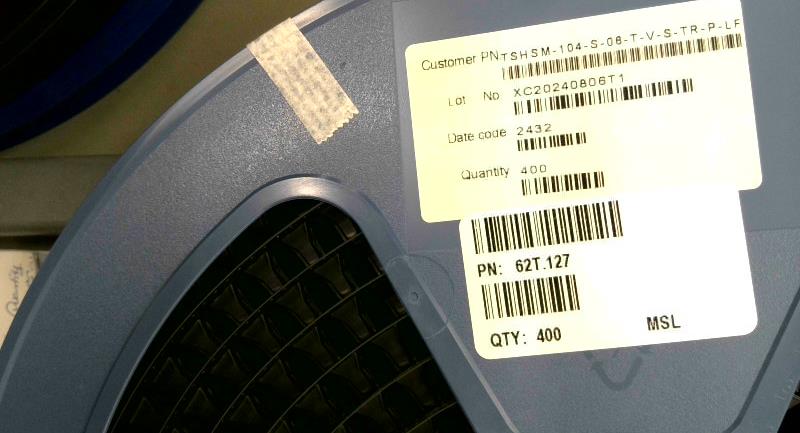 Customer PN TSHSM-104-S-06-T-V-S-TR-P-LF
Lot No XC20240806T1
Date code 2432
Quantity 400
PN: 62T.127
QTY: 400 MSL